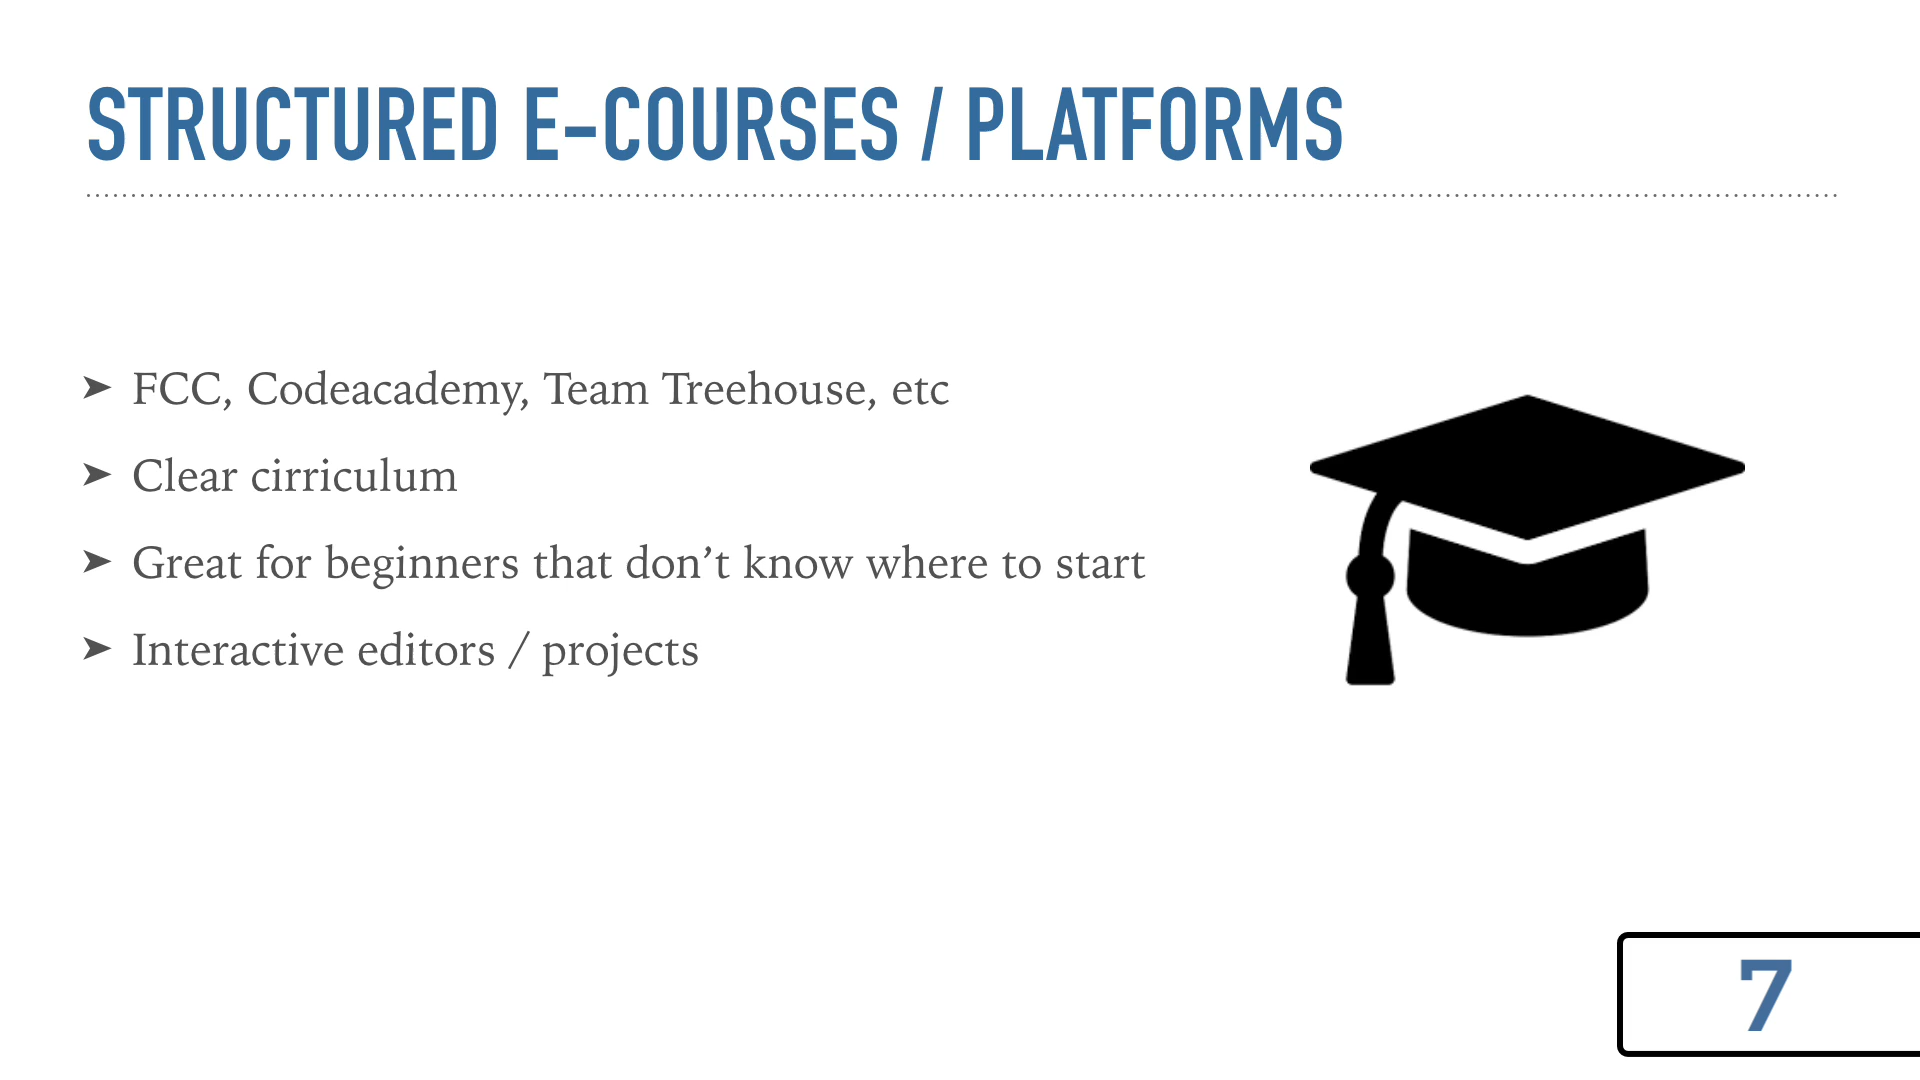 STRUCTURED E-COURSES / PLATFORMS
➤ FCC, Codeacademy, Team Treehouse, etc
➤ Clear cirriculum
➤ Great for beginners that don’t know where to start
➤ Interactive editors / projects
7